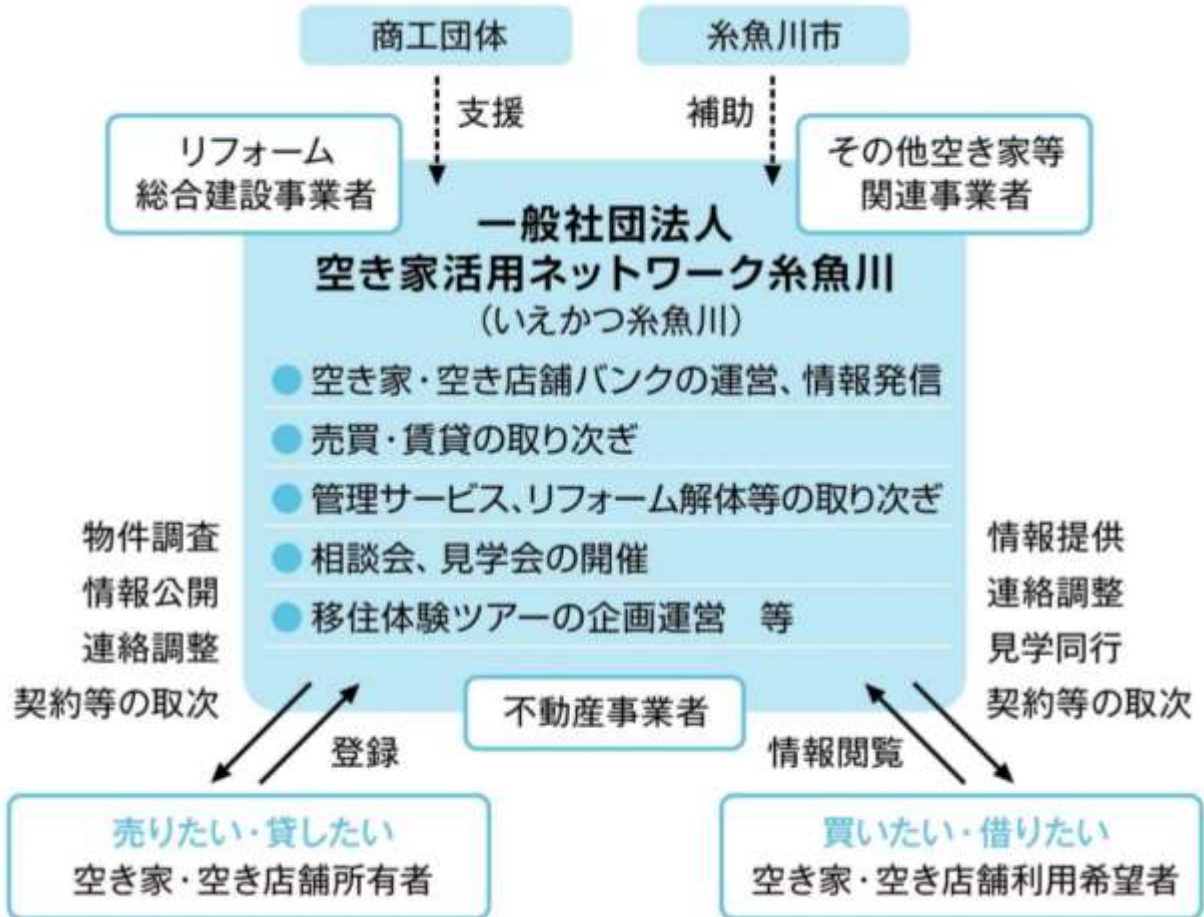 商工団体
糸魚川市
支援
補助
リフォーム
総合建設事業者
その他空き家等
関連事業者
一般社団法人
空き家活用ネットワーク糸魚川
（いえかつ糸魚川）
● 空き家・空き店舗バンクの運営、情報発信
● 売買・賃貸の取り次ぎ
● 管理サービス、リフォーム解体等の取り次ぎ
● 相談会、見学会の開催
● 移住体験ツアーの企画運営　等
物件調査
情報公開
連絡調整
契約等の取次
情報提供
連絡調整
見学同行
契約等の取次
不動産事業者
登録
情報閲覧
売りたい・貸したい
空き家・空き店舗所有者
買いたい・借りたい
空き家・空き店舗利用希望者